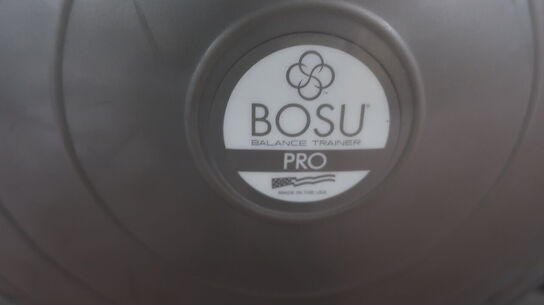 BOSU®
BALANCE TRAINER
PRO
MADE IN THE USA